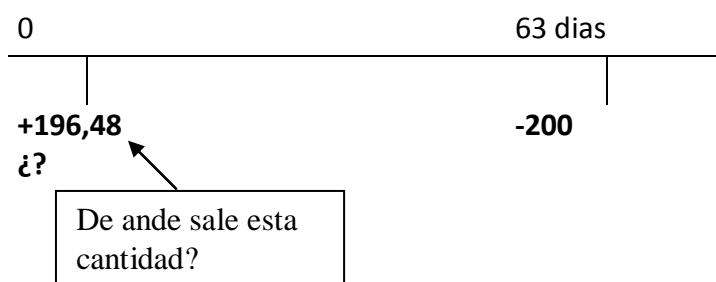 0 63 dias
+196,48 -200
¿?
De ande sale esta
cantidad?